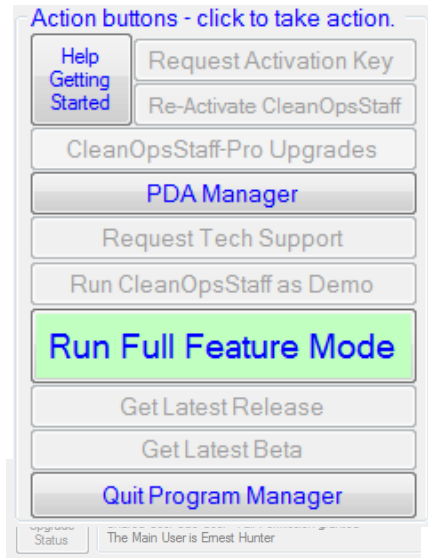 Action buttons - click to take action.
Help
Getting
Started
Request Activation Key
Re-Activate CleanOpsStaff
CleanOpsStaff-Pro Upgrades
PDA Manager
Request Tech Support
Run CleanOpsStaff as Demo
Run Full Feature Mode
Get Latest Release
Get Latest Beta
Quit Program Manager
Upgrade
Status
The Main User is Ernest Hunter